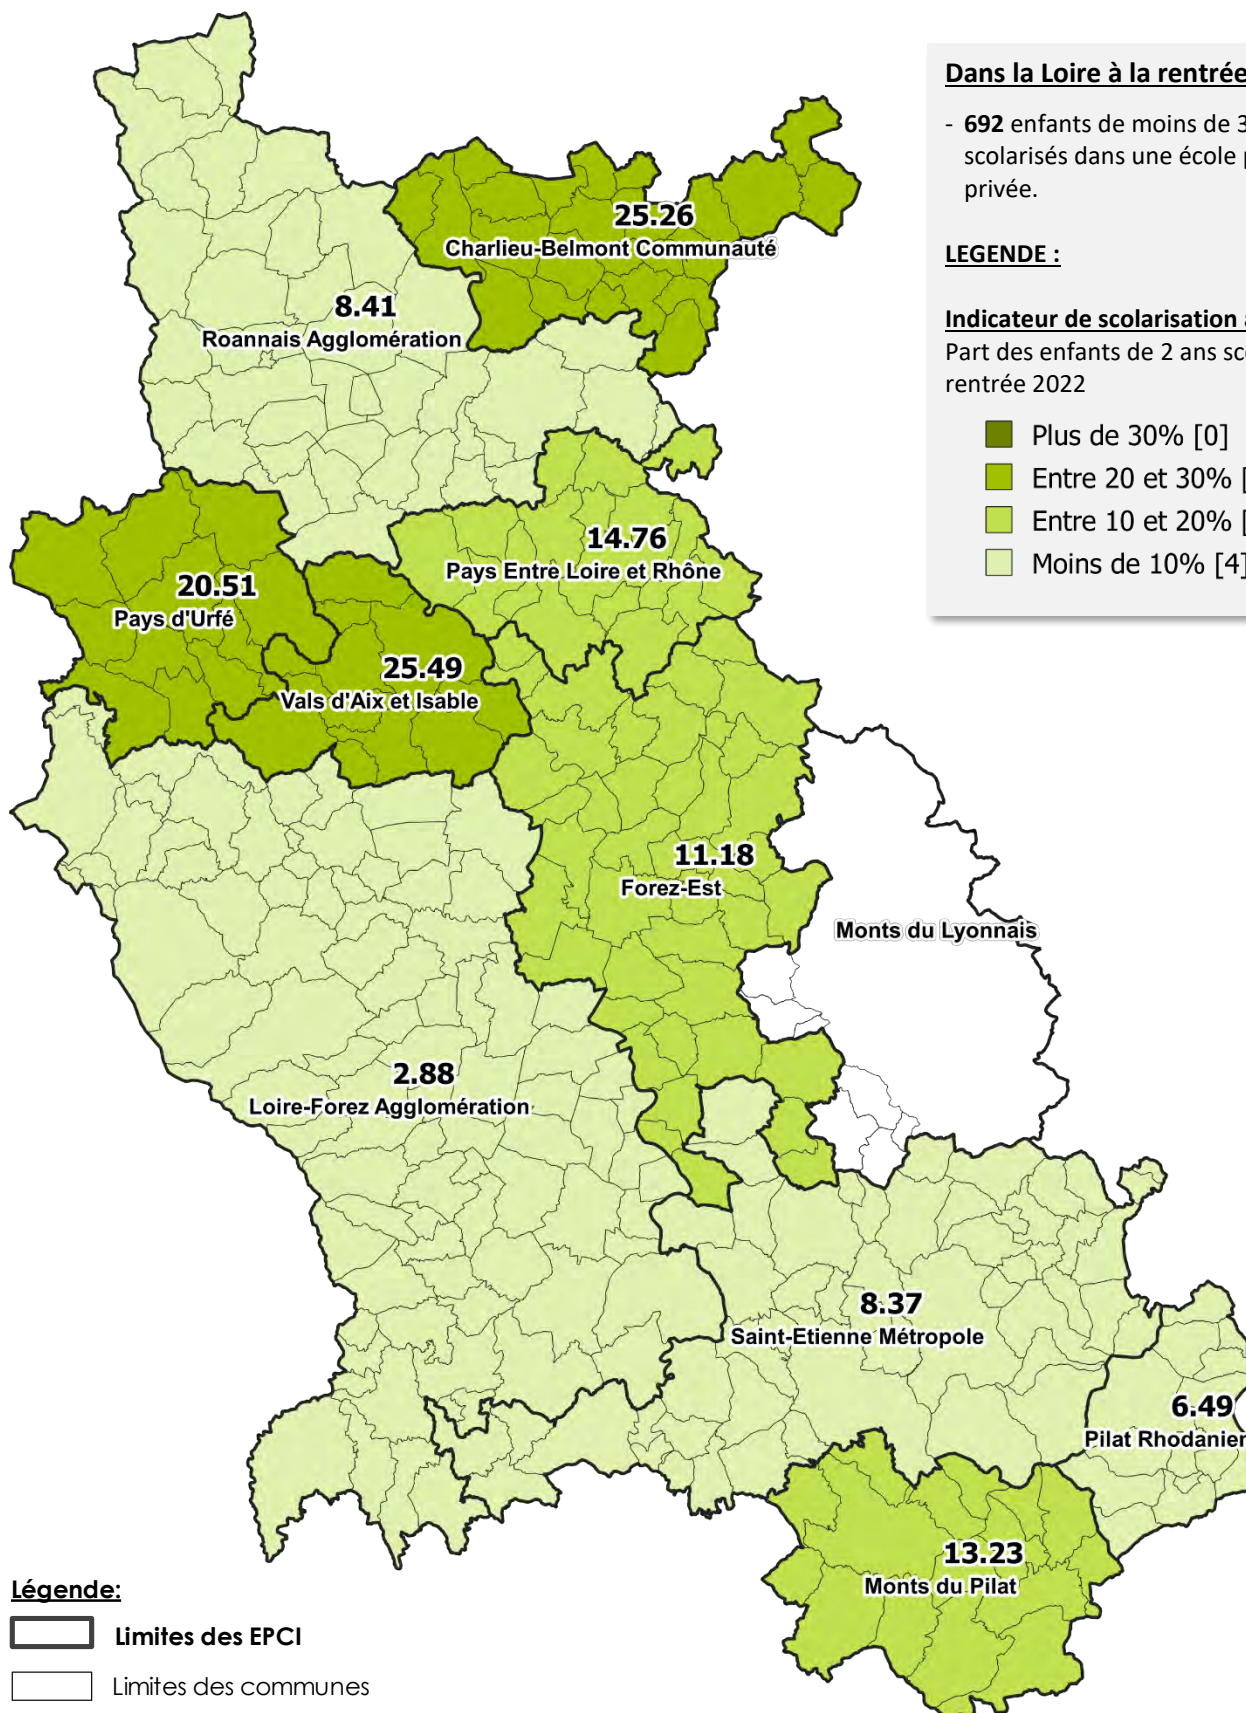 Dans la Loire à la rentrée
- 692 enfants de moins de 3
scolarisés dans une école p
privée.
LEGENDE :
Indicateur de scolarisation a
Part des enfants de 2 ans sco
rentrée 2022
Plus de 30% [0]
Entre 20 et 30% [
Entre 10 et 20% [
Moins de 10% [4]
25.26
Charlieu-Belmont Communauté
8.41
Roannais Agglomération
14.76
Pays Entre Loire et Rhône
20.51
Pays d'Urfé
25.49
Vals d'Aix et Isable
11.18
Forez-Est
Monts du Lyonnais
2.88
Loire-Forez Agglomération
8.37
Saint-Etienne Métropole
6.49
Pilat Rhodanien
13.23
Monts du Pilat
Légende:
Limites des EPCI
Limites des communes